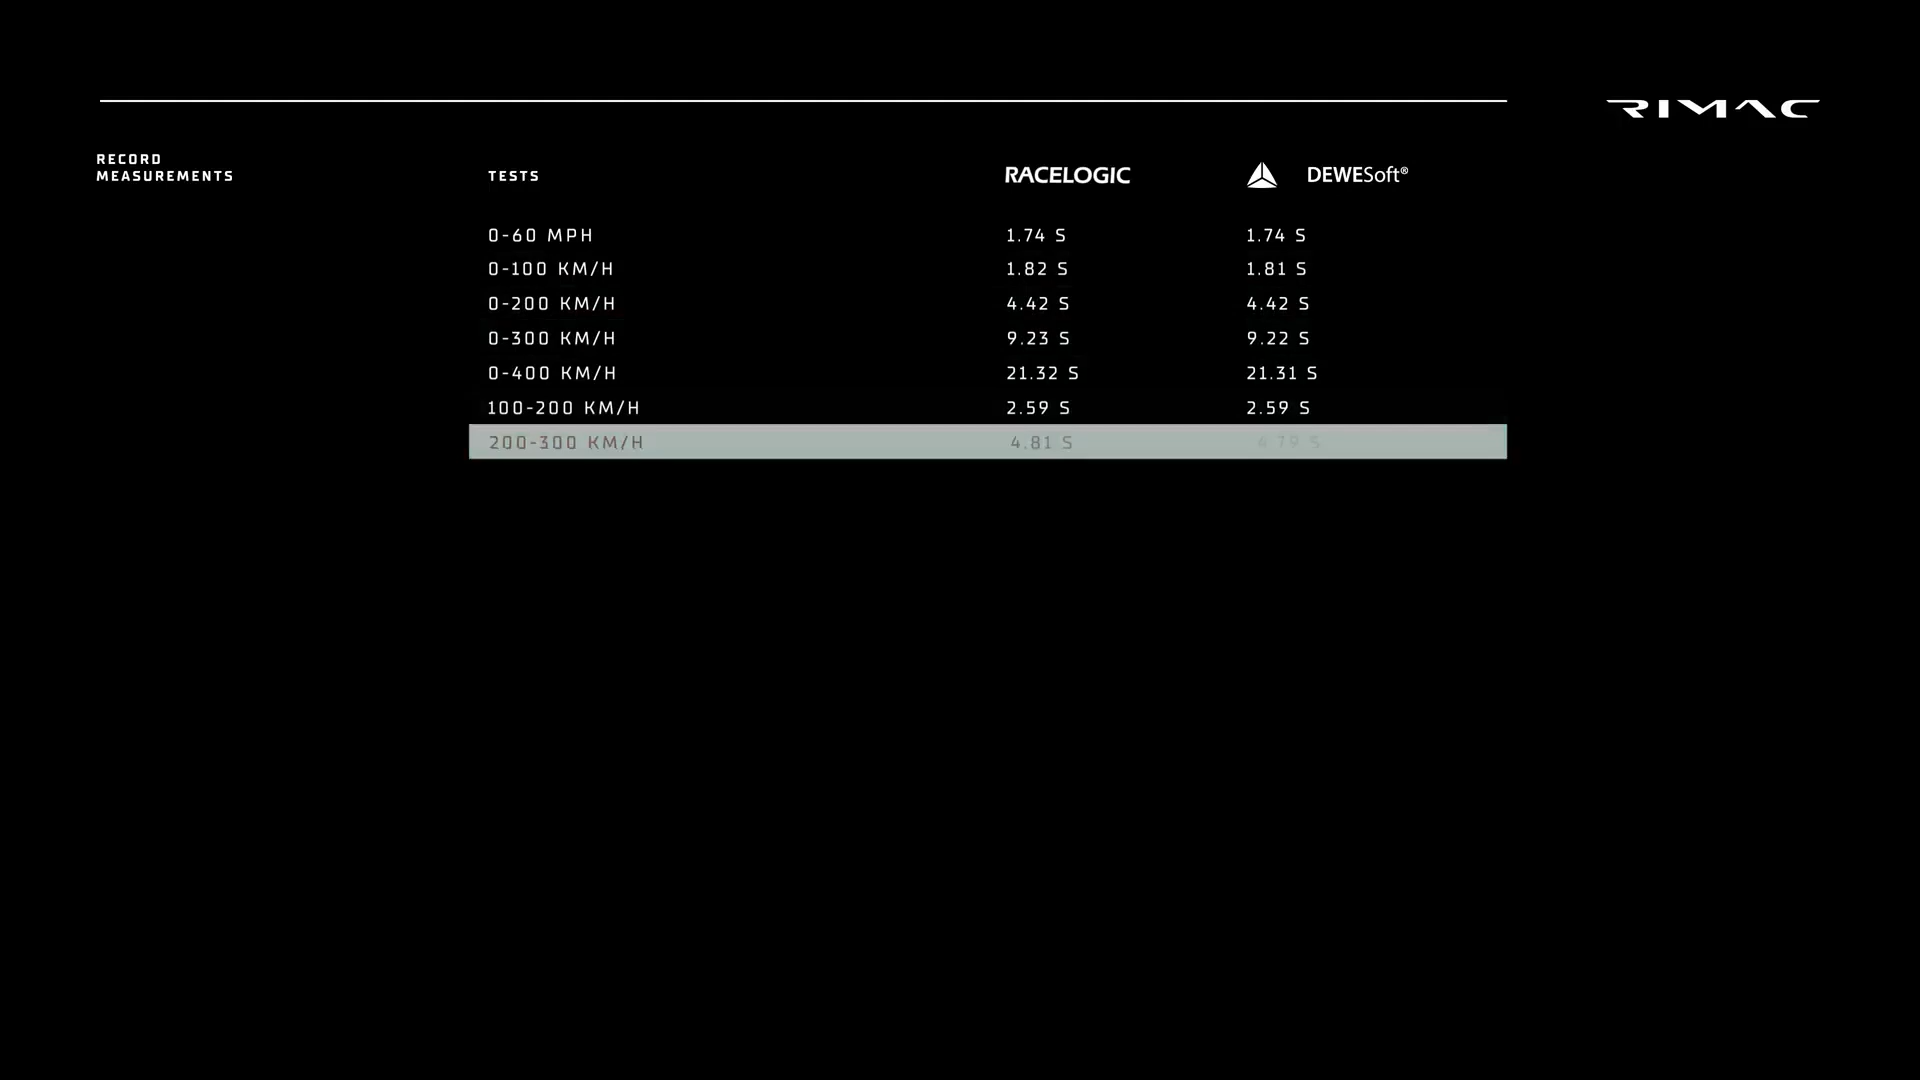 RIMAC
RECORD
MEASUREMENTS
TESTS RACELOGIC DEWESoft®
0-60 MPH 1.74 S 1.74 S
0-100 KM/H 1.82 S 1.81 S
0-200 KM/H 4.42 S 4.42 S
0-300 KM/H 9.23 S 9.22 S
0-400 KM/H 21.32 S 21.31 S
100-200 KM/H 2.59 S 2.59 S
200-300 KM/H 4.81 S 4.79 S